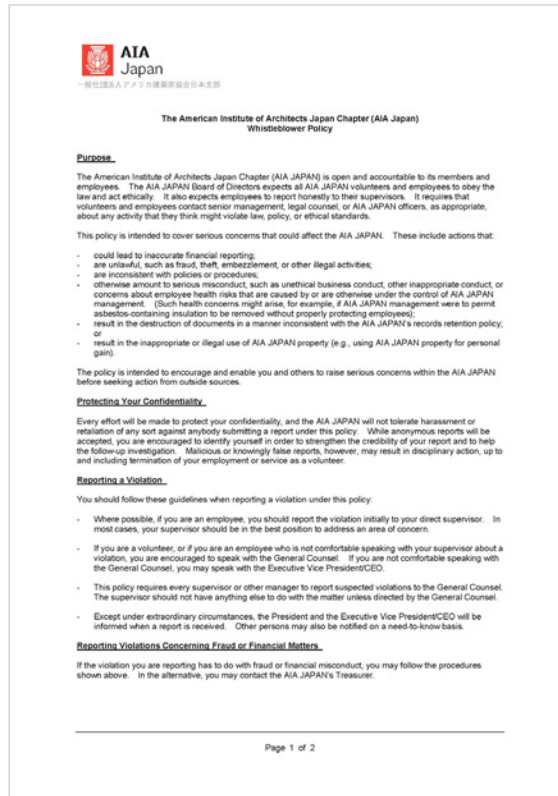 AIA
Japan
一般社団法人アメリカ建築家協会日本支部
The American Institute of Architects Japan Chapter (AIA Japan)
Whistleblower Policy
Purpose
The American Institute of Architects Japan Chapter (AIA JAPAN) is open and accountable to its members and
employees. The AIA JAPAN Board of Directors expects all AIA JAPAN volunteers and employees to obey the
law and act ethically. It also expects employees to report honestly to their supervisors. It requires that
volunteers and employees contact senior management, legal counsel, or AIA JAPAN officers, as appropriate,
about any activity that they think might violate law, policy, or ethical standards.
This policy is intended to cover serious concerns that could affect the AIA JAPAN. These include actions that:
- could lead to inaccurate financial reporting;
- are unlawful, such as fraud, theft, embezzlement, or other illegal activities;
- are inconsistent with policies or procedures;
- otherwise amount to serious misconduct, such as unethical business conduct, other inappropriate conduct, or
concerns about employee health risks that are caused by or are otherwise under the control of AIA JAPAN
management. (Such health concerns might arise, for example, if AIA JAPAN management were to permit
asbestos-containing insulation to be removed without properly protecting employees);
- result in the destruction of documents in a manner inconsistent with the AIA JAPAN's records retention policy;
or
- result in the inappropriate or illegal use of AIA JAPAN property (e.g., using AIA JAPAN property for personal
gain).
The policy is intended to encourage and enable you and others to raise serious concerns within the AIA JAPAN
before seeking action from outside sources.
Protecting Your Confidentiality
Every effort will be made to protect your confidentiality, and the AIA JAPAN will not tolerate harassment or
retaliation of any sort against anybody submitting a report under this policy. While anonymous reports will be
accepted, you are encouraged to identify yourself in order to strengthen the credibility of your report and to help
the follow-up investigation. Malicious or knowingly false reports, however, may result in disciplinary action, up to
and including termination of your employment or service as a volunteer.
Reporting a Violation
You should follow these guidelines when reporting a violation under this policy:
- Where possible, if you are an employee, you should report the violation initially to your direct supervisor. In
most cases, your supervisor should be in the best position to address an area of concern.
- If you are a volunteer, or if you are an employee who is not comfortable speaking with your supervisor about a
violation, you are encouraged to speak with the General Counsel. If you are not comfortable speaking with
the General Counsel, you may speak with the Executive Vice President/CEO.
- This policy requires every supervisor or other manager to report suspected violations to the General Counsel.
The supervisor should not have anything else to do with the matter unless directed by the General Counsel.
- Except under extraordinary circumstances, the President and the Executive Vice President/CEO will be
informed when a report is received. Other persons may also be notified on a need-to-know basis.
Reporting Violations Concerning Fraud or Financial Matters
If the violation you are reporting has to do with fraud or financial misconduct, you may follow the procedures
shown above. In the alternative, you may contact the AIA JAPAN's Treasurer.
Page 1 of 2